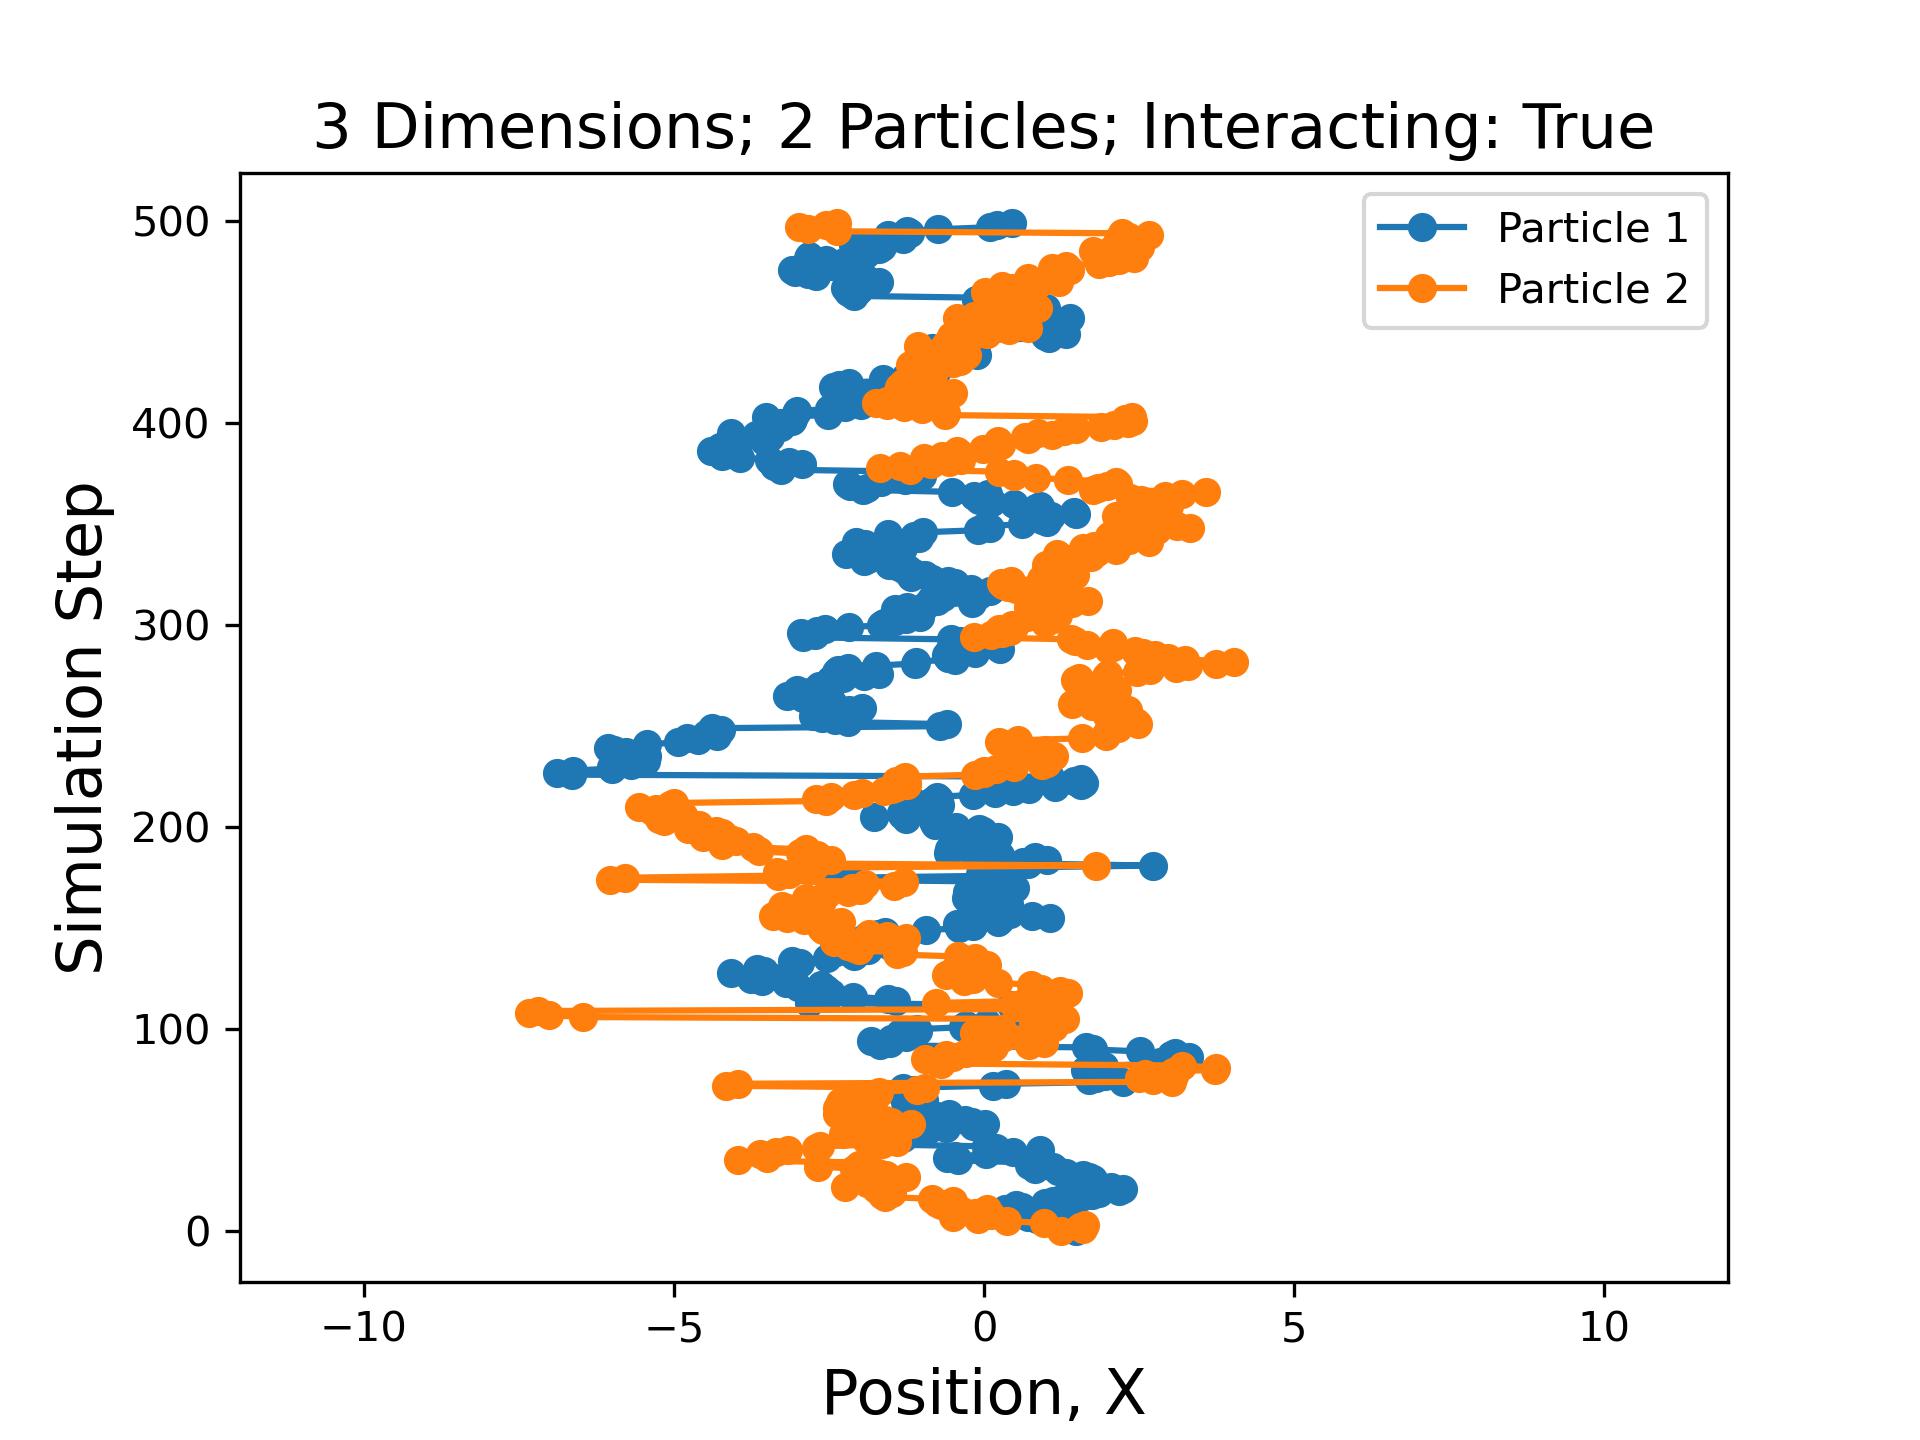 3 Dimensions; 2 Particles; Interacting: True
Particle 1
Particle 2
500
400
300
200
100
0
Simulation Step
−10
−5
0
5
10
Position, X